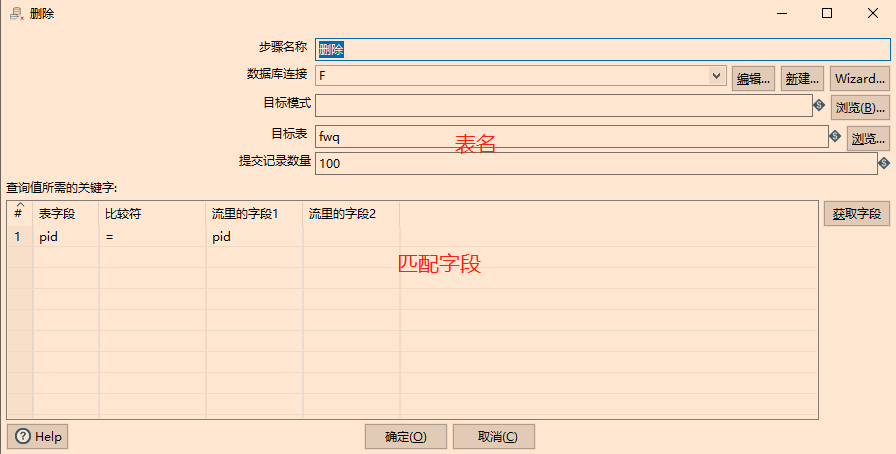 删除
步骤名称 删除
数据库连接 F 编辑... 新建... Wizard...
目标模式 浏览(B)...
目标表 fwq 表名 浏览...
提交记录数量 100
查询值所需的关键字:
# 表字段 比较符 流里的字段1 流里的字段2 获取字段
1 pid = pid
匹配字段
Help 确定(O) 取消(C)